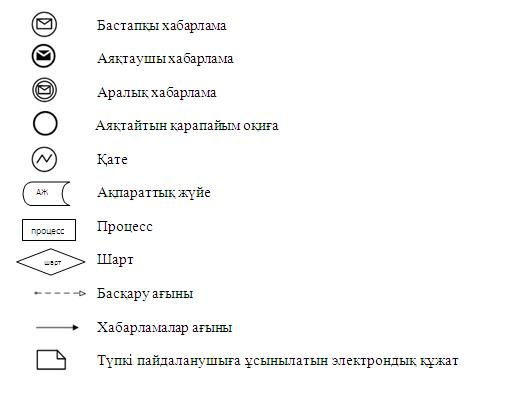 Бастапқы хабарлама
Аяқтаушы хабарлама
Аралық хабарлама
Аяқтайтын қарапайым оқиға
Қате
АЖ Ақпараттық жүйе
процесс Процесс
шарт Шарт
Басқару ағыны
Хабарламалар ағыны
Түпкі пайдаланушыға ұсынылатын электрондық құжат